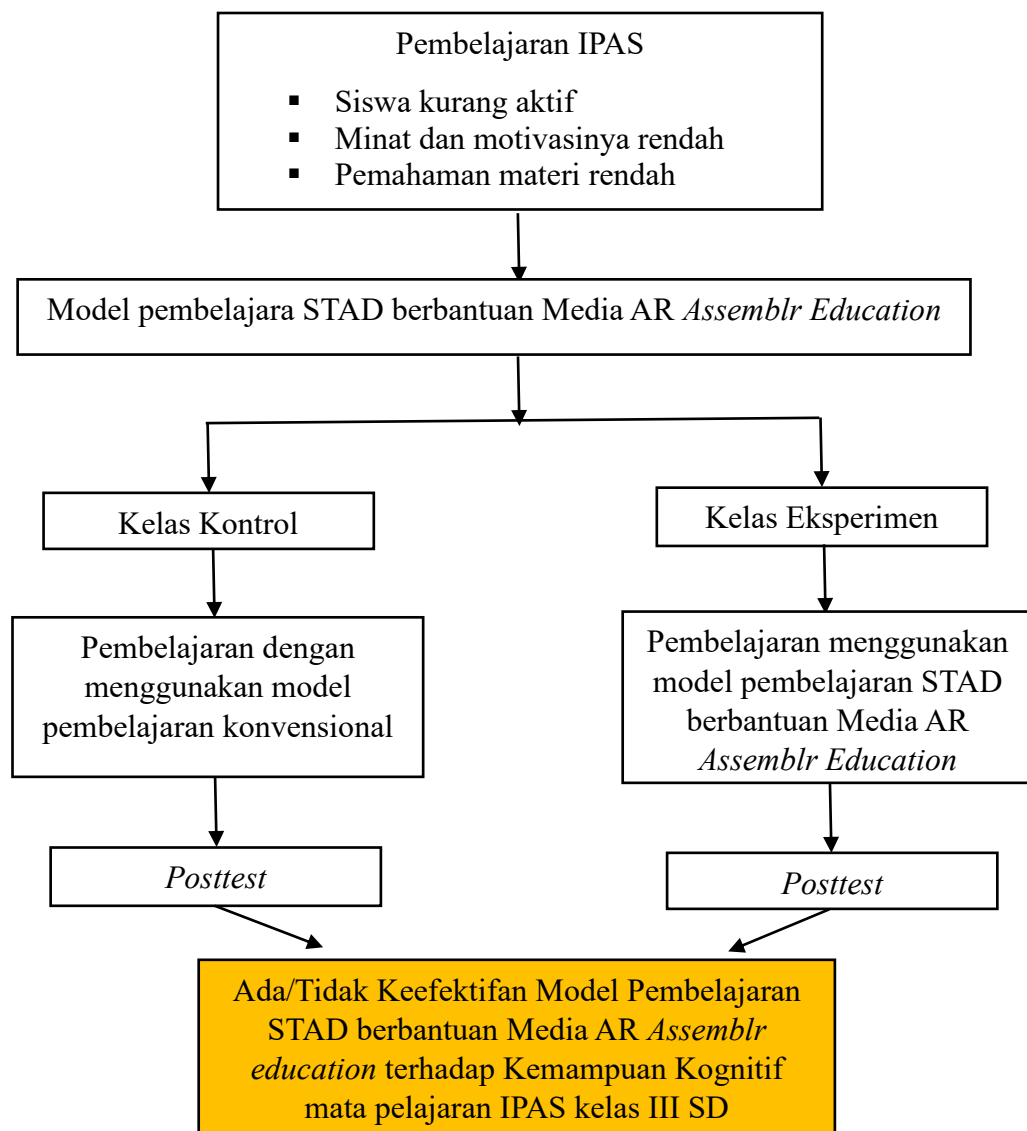 Pembelajaran IPAS
▪ Siswa kurang aktif
▪ Minat dan motivasinya rendah
▪ Pemahaman materi rendah
Model pembelajara STAD berbantuan Media AR Assemblr Education
Kelas Kontrol
Kelas Eksperimen
Pembelajaran dengan
menggunakan model
pembelajaran konvensional
Pembelajaran menggunakan
model pembelajaran STAD
berbantuan Media AR
Assemblr Education
Posttest
Posttest
Ada/Tidak Keefektifan Model Pembelajaran
STAD berbantuan Media AR Assemblr
education terhadap Kemampuan Kognitif
mata pelajaran IPAS kelas III SD